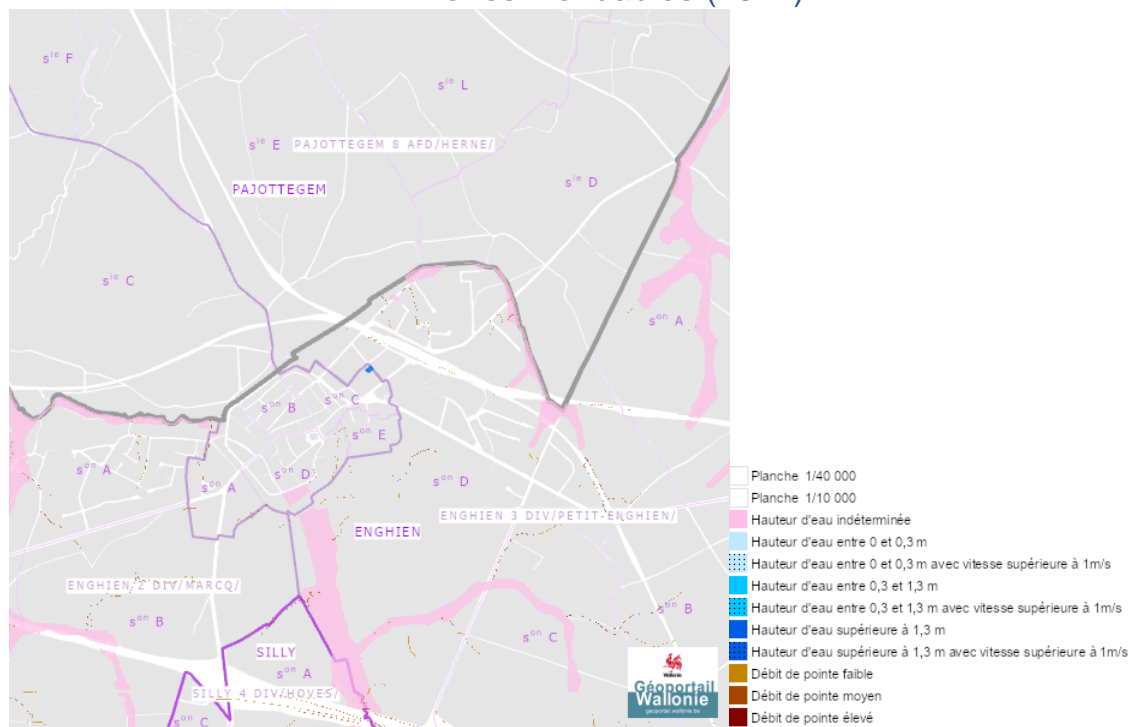 sie F
sie L
sie E
PAJOTTEGEM 8 AFD/HERNE/
sie D
PAJOTTEGEM
sie C
son A
son B
son C
son E
son A
son D
son A
son D
ENGHIEN 3 DIV/PETIT-ENGHIEN/
ENGHIEN
ENGHIEN 2 DIV/MARCQ/
son B
son B
son C
SILLY
son A
SILLY 4 DIV/HOVES/
son C
Wallonie
Géoportail
Wallonie
geoportail.wallonie.be
Planche 1/40 000
Planche 1/10 000
Hauteur d'eau indéterminée
Hauteur d'eau entre 0 et 0,3 m
Hauteur d'eau entre 0 et 0,3 m avec vitesse supérieure à 1m/s
Hauteur d'eau entre 0,3 et 1,3 m
Hauteur d'eau entre 0,3 et 1,3 m avec vitesse supérieure à 1m/s
Hauteur d'eau supérieure à 1,3 m
Hauteur d'eau supérieure à 1,3 m avec vitesse supérieure à 1m/s
Débit de pointe faible
Débit de pointe moyen
Débit de pointe élevé